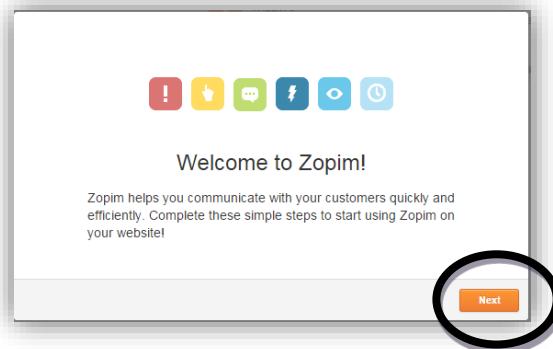 Welcome to Zopim!
Zopim helps you communicate with your customers quickly and
efficiently. Complete these simple steps to start using Zopim on
your website!
Next